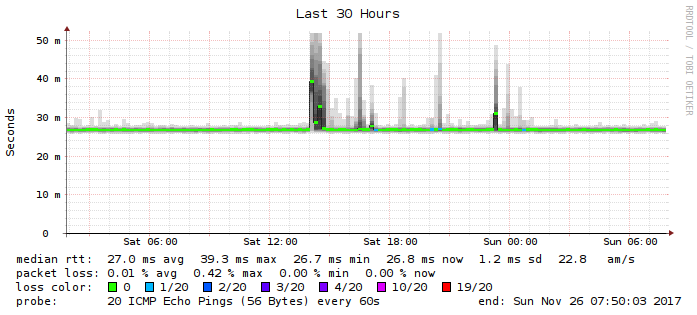 Last 30 Hours
RRDTOOL / TOBI OETIKER
Seconds
50 m
40 m
30 m
20 m
10 m
0
Sat 06:00 Sat 12:00 Sat 18:00 Sun 00:00 Sun 06:00
median rtt: 27.0 ms avg 39.3 ms max 26.7 ms min 26.8 ms now 1.2 ms sd 22.8 am/s
packet loss: 0.01 % avg 0.42 % max 0.00 % min 0.00 % now
loss color: 0 1/20 2/20 3/20 4/20 10/20 19/20
probe: 20 ICMP Echo Pings (56 Bytes) every 60s end: Sun Nov 26 07:50:03 2017